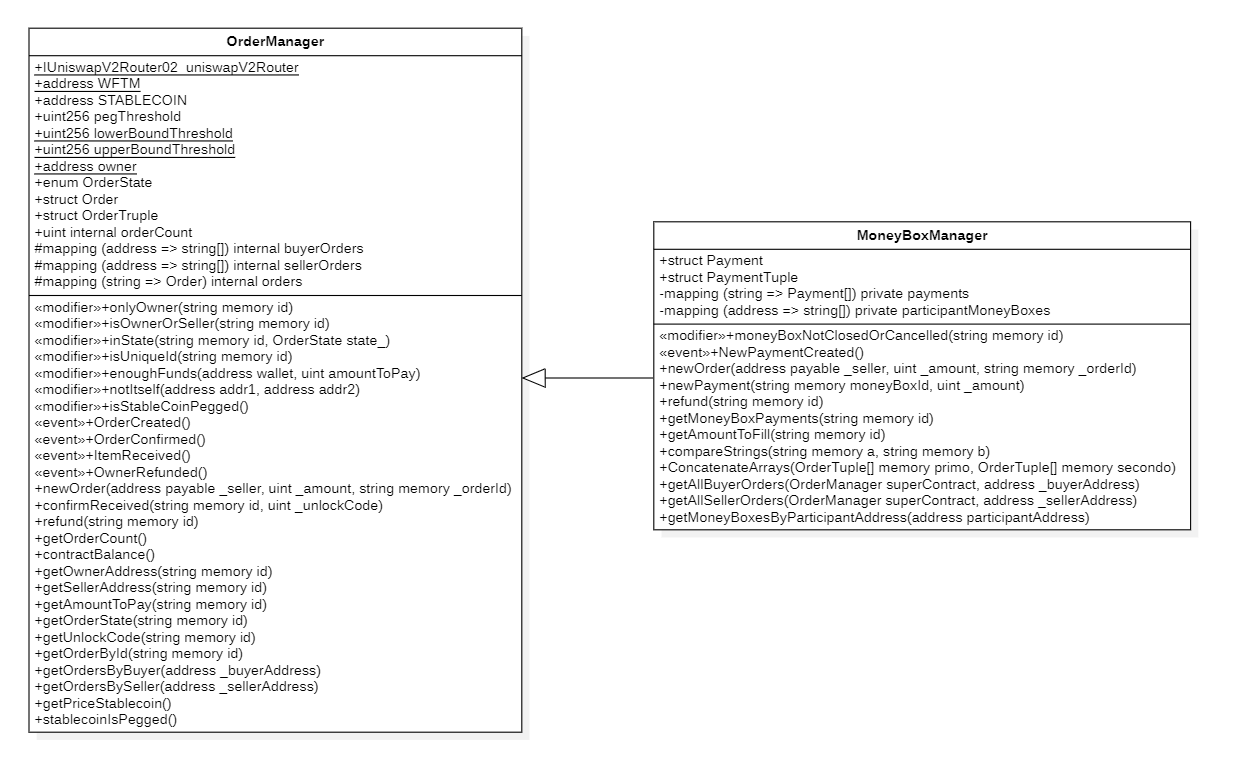 OrderManager
+IUniswapV2Router02 uniswapV2Router
+address WFTM
+address STABLECOIN
+uint256 pegThreshold
+uint256 lowerBoundThreshold
+uint256 upperBoundThreshold
+address owner
+enum OrderState
+struct Order
+struct OrderTruple
+uint internal orderCount
#mapping (address => string[]) internal buyerOrders
#mapping (address => string[]) internal sellerOrders
#mapping (string => Order) internal orders
«modifier»+onlyOwner(string memory id)
«modifier»+isOwnerOrSeller(string memory id)
«modifier»+inState(string memory id, OrderState state_)
«modifier»+isUniqueId(string memory id)
«modifier»+enoughFunds(address wallet, uint amountToPay)
«modifier»+notItself(address addr1, address addr2)
«modifier»+isStableCoinPegged()
«event»+OrderCreated()
«event»+OrderConfirmed()
«event»+ItemReceived()
«event»+OwnerRefunded()
+newOrder(address payable _seller, uint _amount, string memory _orderId)
+confirmReceived(string memory id, uint _unlockCode)
+refund(string memory id)
+getOrderCount()
+contractBalance()
+getOwnerAddress(string memory id)
+getSellerAddress(string memory id)
+getAmountToPay(string memory id)
+getOrderState(string memory id)
+getUnlockCode(string memory id)
+getOrderById(string memory id)
+getOrdersByBuyer(address _buyerAddress)
+getOrdersBySeller(address _sellerAddress)
+getPriceStablecoin()
+stablecoinIsPegged()
MoneyBoxManager
+struct Payment
+struct PaymentTuple
-mapping (string => Payment[]) private payments
-mapping (address => string[]) private participantMoneyBoxes
«modifier»+moneyBoxNotClosedOrCancelled(string memory id)
«event»+NewPaymentCreated()
+newOrder(address payable _seller, uint _amount, string memory _orderId)
+newPayment(string memory moneyBoxId, uint _amount)
+refund(string memory id)
+getMoneyBoxPayments(string memory id)
+getAmountToFill(string memory id)
+compareStrings(string memory a, string memory b)
+ConcatenateArrays(OrderTuple[] memory primo, OrderTuple[] memory secondo)
+getAllBuyerOrders(OrderManager superContract, address _buyerAddress)
+getAllSellerOrders(OrderManager superContract, address _sellerAddress)
+getMoneyBoxesByParticipantAddress(address participantAddress)